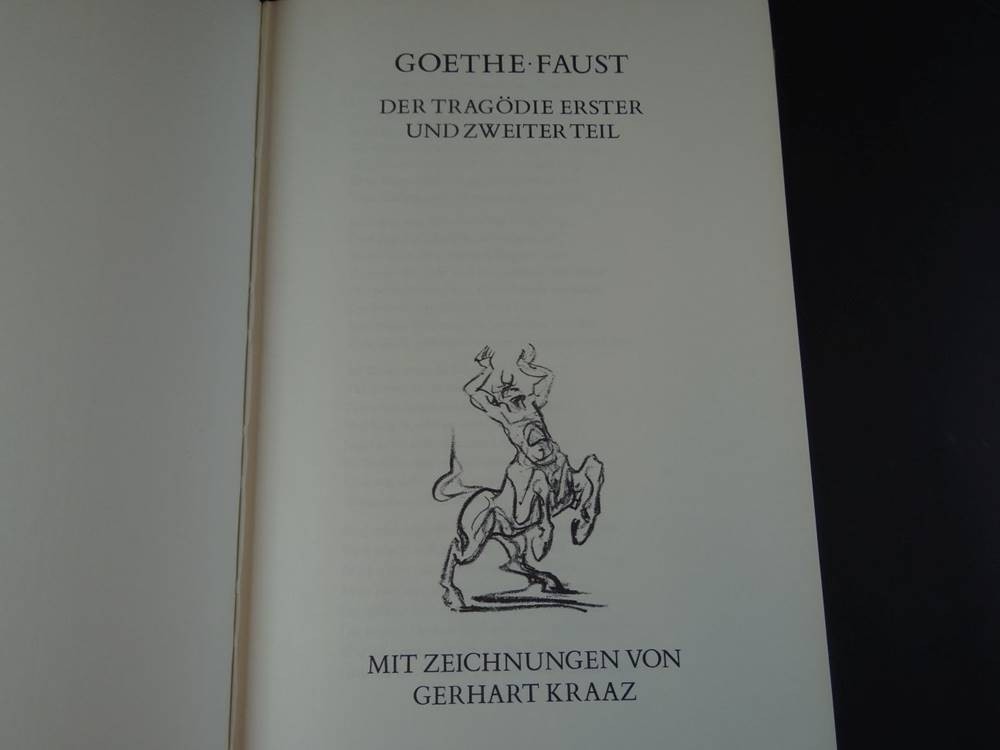 GOETHE·FAUST
DER TRAGÖDIE ERSTER
UND ZWEITER TEIL
MIT ZEICHNUNGEN VON
GERHART KRAAZ